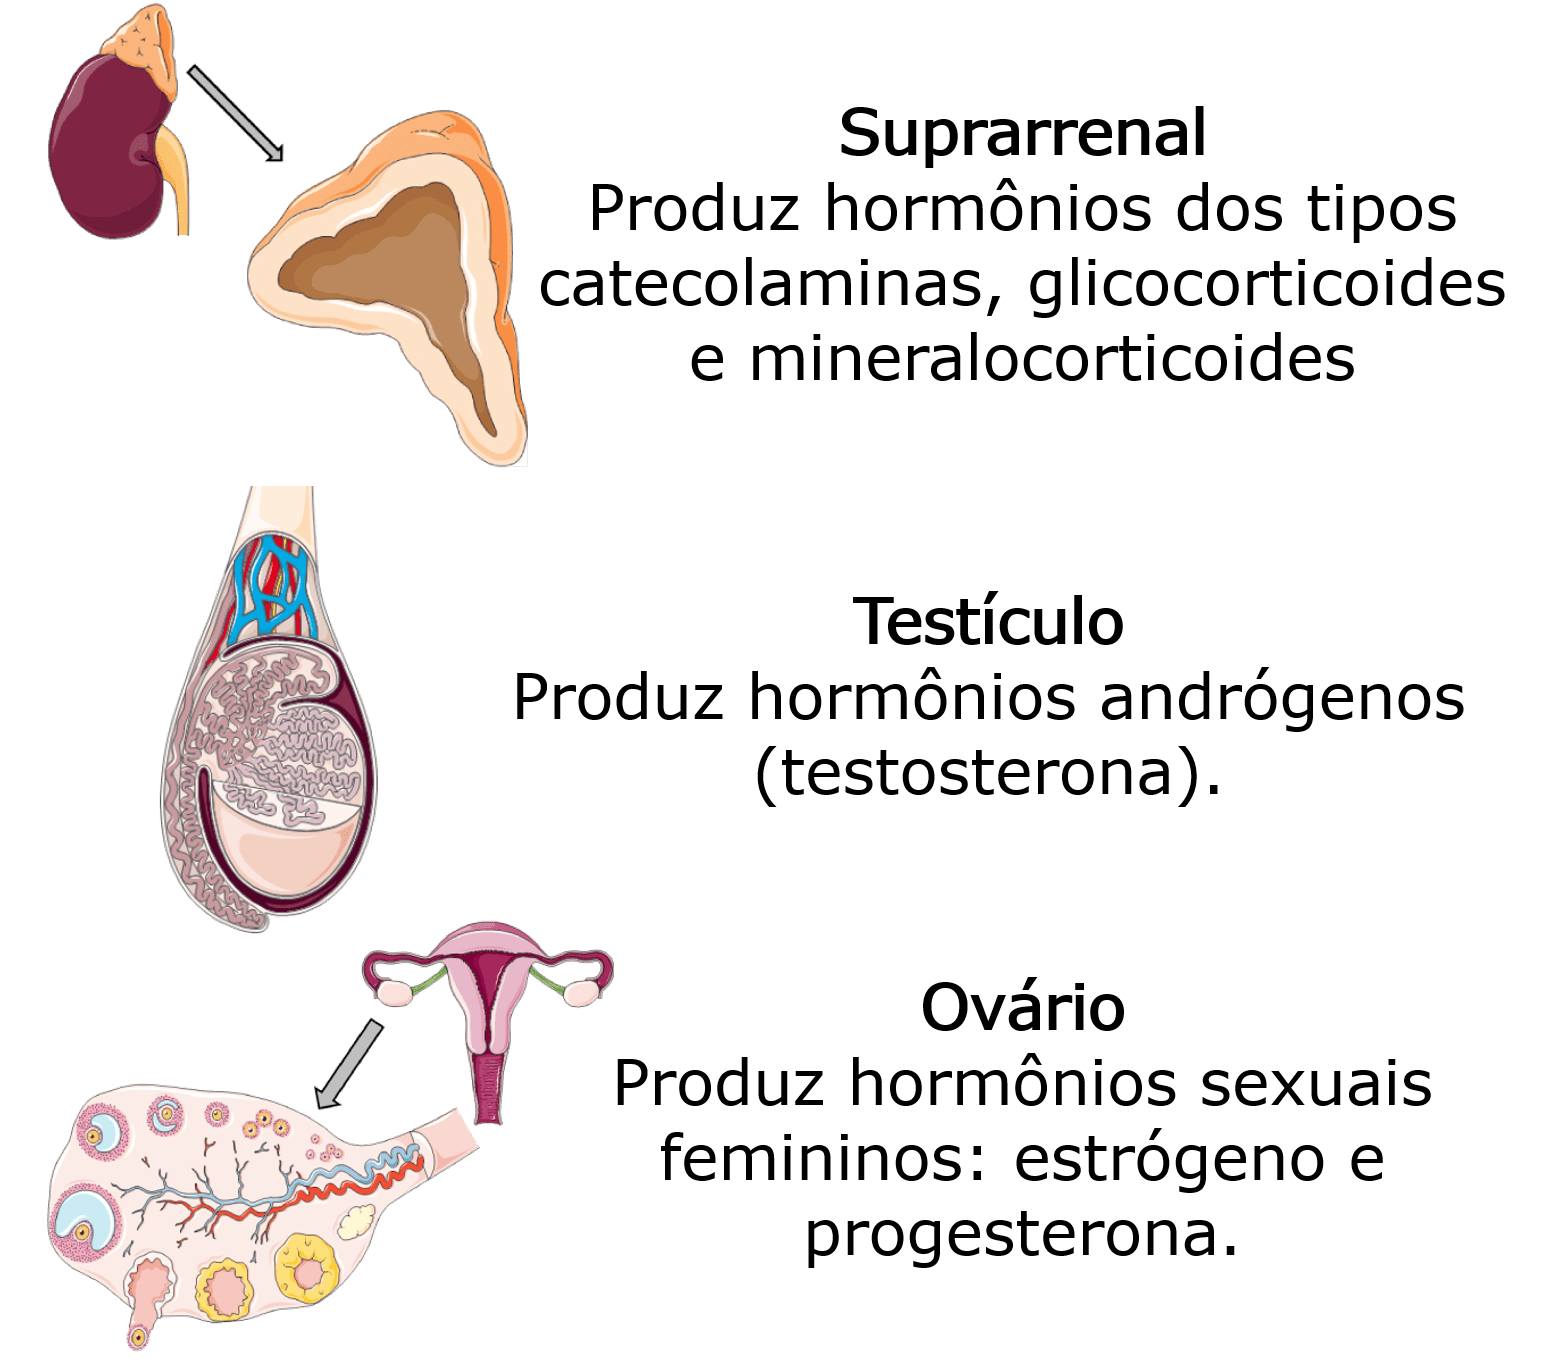 Suprarrenal
Produz hormônios dos tipos
catecolaminas, glicocorticoides
e mineralocorticoides
Testículo
Produz hormônios andrógenos
(testosterona).
Ovário
Produz hormônios sexuais
femininos: estrógeno e
progesterona.